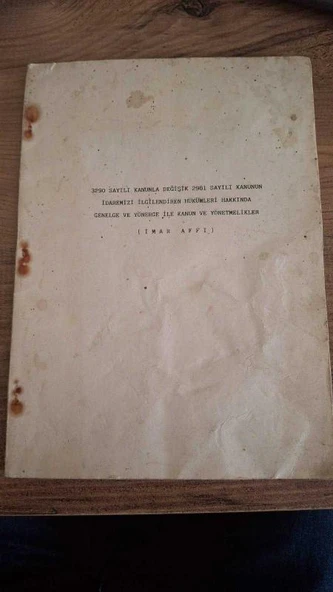 3290 SAYILI KANUNLA DEĞİŞİK 2981 SAYILI KANUNUN
İDAREMİZİ İLGİLENDİREN HÜKÜMLERİ HAKKINDA
GENELGE VE YÖNERGE İLE KANUN VE YÖNETMELİKLER
( İ M A R A F F I )